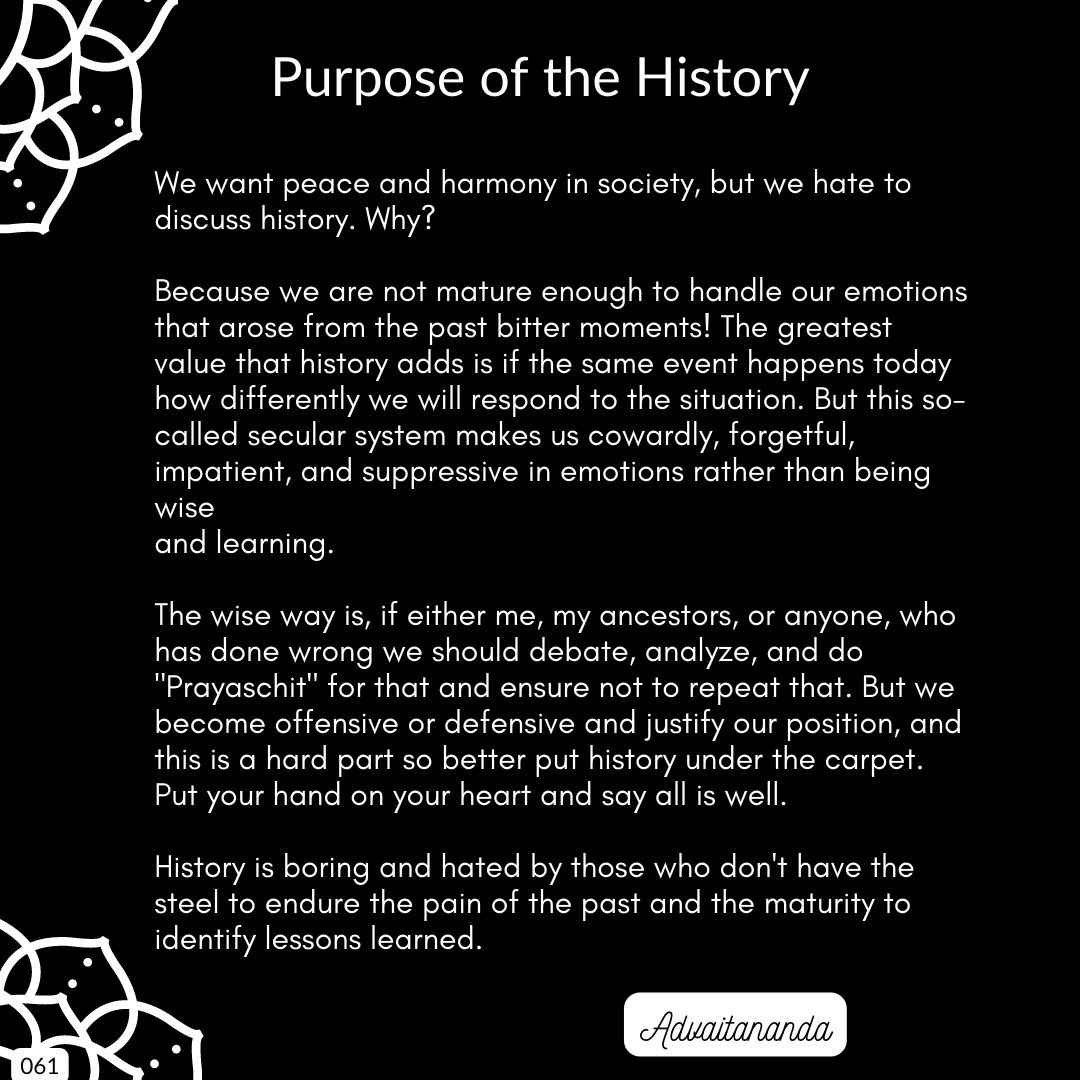 Purpose of the History
We want peace and harmony in society, but we hate to
discuss history. Why?
Because we are not mature enough to handle our emotions
that arose from the past bitter moments! The greatest
value that history adds is if the same event happens today
how differently we will respond to the situation. But this so-
called secular system makes us cowardly, forgetful,
impatient, and suppressive in emotions rather than being
wise
and learning.
The wise way is, if either me, my ancestors, or anyone, who
has done wrong we should debate, analyze, and do
"Prayaschit" for that and ensure not to repeat that. But we
become offensive or defensive and justify our position, and
this is a hard part so better put history under the carpet.
Put your hand on your heart and say all is well.
History is boring and hated by those who don't have the
steel to endure the pain of the past and the maturity to
identify lessons learned.
Advaitananda
061